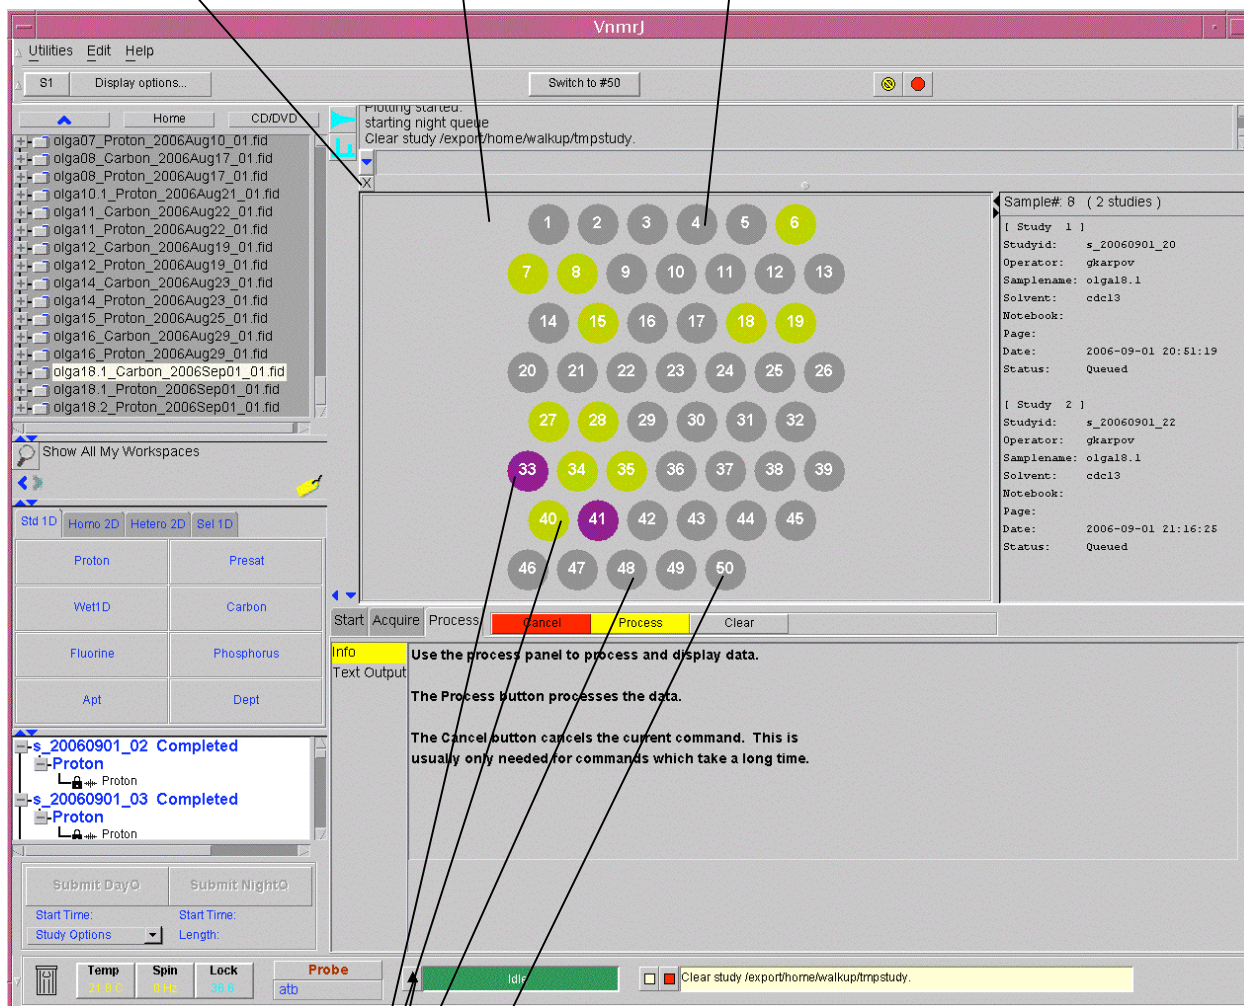 VnmrJ
Utilities Edit Help
S1 Display options... Switch to #50
Home CD/DVD
Plotting started.
starting night queue
Clear study /export/home/walkup/tmpstudy.
X
olga07_Proton_2006Aug10_01.fid
olga08_Carbon_2006Aug17_01.fid
olga08_Proton_2006Aug17_01.fid
olga10.1_Proton_2006Aug21_01.fid
olga11_Carbon_2006Aug22_01.fid
olga11_Proton_2006Aug22_01.fid
olga12_Carbon_2006Aug19_01.fid
olga12_Proton_2006Aug19_01.fid
olga14_Carbon_2006Aug23_01.fid
olga14_Proton_2006Aug23_01.fid
olga15_Proton_2006Aug25_01.fid
olga16_Carbon_2006Aug29_01.fid
olga16_Proton_2006Aug29_01.fid
olga18.1_Carbon_2006Sep01_01.fid
olga18.1_Proton_2006Sep01_01.fid
olga18.2_Proton_2006Sep01_01.fid
Show All My Workspaces
Std 1D Homo 2D Hetero 2D Sel 1D
Proton Presat
Wet1D Carbon
Fluorine Phosphorus
Apt Dept
s_20060901_02 Completed
Proton
Proton
s_20060901_03 Completed
Proton
Proton
Submit DayQ Submit NightQ
Start Time: Start Time:
Study Options Length:
1 2 3 4 5 6
7 8 9 10 11 12 13
14 15 16 17 18 19
20 21 22 23 24 25 26
27 28 29 30 31 32
33 34 35 36 37 38 39
40 41 42 43 44 45
46 47 48 49 50
Sample#: 8 ( 2 studies )
[ Study 1 ]
Studyid: s_20060901_20
Operator: gkarpov
Samplename: olga18.1
Solvent: cdcl3
Notebook:
Page:
Date: 2006-09-01 20:51:19
Status: Queued
[ Study 2 ]
Studyid: s_20060901_22
Operator: gkarpov
Samplename: olga18.1
Solvent: cdcl3
Notebook:
Page:
Date: 2006-09-01 21:16:25
Status: Queued
Start Acquire Process Cancel Process Clear
Info
Text Output
Use the process panel to process and display data.
The Process button processes the data.
The Cancel button cancels the current command. This is
usually only needed for commands which take a long time.
Temp Spin Lock Probe
21.8 C 0 Hz 36.6 atb
Idle
Clear study /export/home/walkup/tmpstudy.